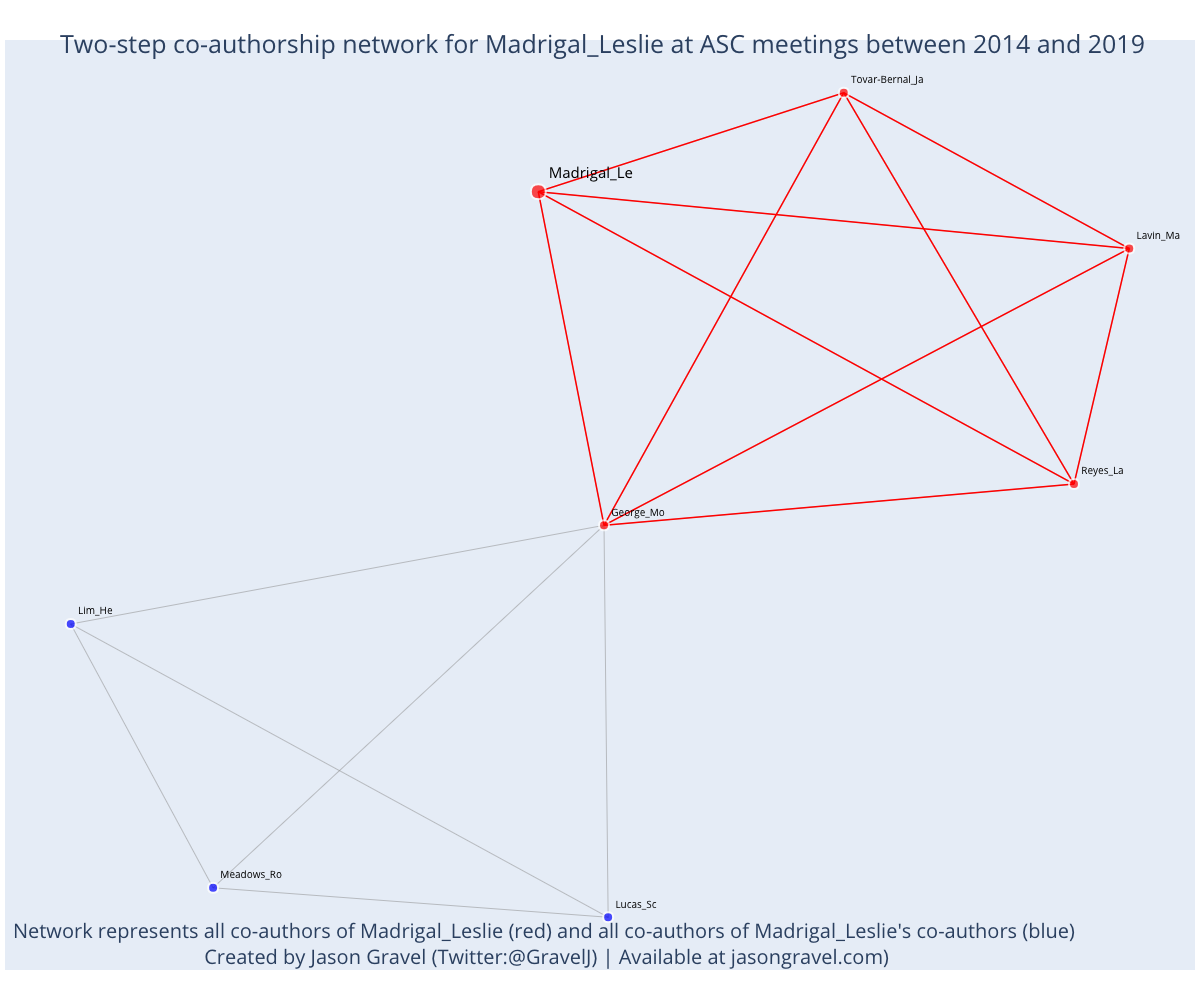 Two-step co-authorship network for Madrigal_Leslie at ASC meetings between 2014 and 2019
Tovar-Bernal_Ja
Madrigal_Le
Lavin_Ma
Reyes_La
George_Mo
Lim_He
Meadows_Ro
Lucas_Sc
Network represents all co-authors of Madrigal_Leslie (red) and all co-authors of Madrigal_Leslie's co-authors (blue)
Created by Jason Gravel (Twitter:@GravelJ) | Available at jasongravel.com)